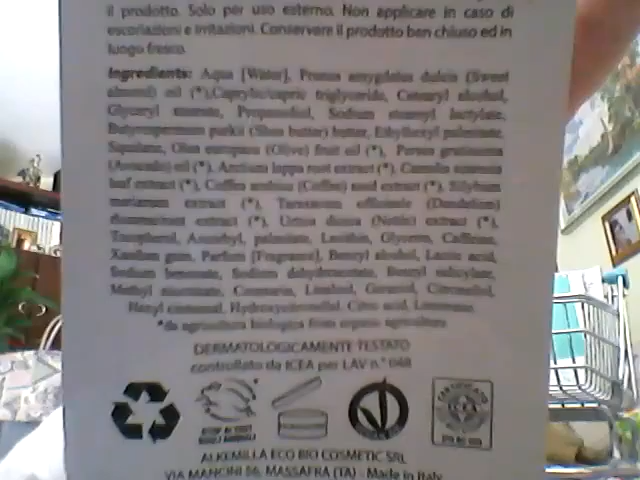 il prodotto. Solo per uso esterno. Non applicare in caso di
escoriazioni e irritazioni. Conservare il prodotto ben chiuso ed in
luogo fresco.
Ingredients: Aqua [Water], Prunus amygdalus dulcis (Sweet
almond) oil (*), Caprylic/capric triglyceride, Cetearyl alcohol,
Glyceryl stearate, Propanediol, Sodium stearoyl lactylate,
Butyrospermum parkii (Shea butter) butter, Ethylhexyl palmitate,
Squalane, Olea europaea (Olive) fruit oil (*), Persea gratissima
(Avocado) oil (*), Arctium lappa root extract (*), Camellia sinensis
leaf extract (*), Coffea arabica (Coffee) seed extract (*), Silybum
marianum extract (*), Taraxacum officinale (Dandelion)
extract (*), Urtica dioica (Nettle) extract (*),
Tocopherol, Ascorbyl, palmitate, Lecithin, Glycerin, Caffeine,
Xanthan gum, Parfum [Fragrance], Benzyl alcohol, Lactic acid,
Sodium benzoate, Sodium dehydroacetate, Benzyl salicylate,
Coumarin, Linalool, Geraniol, Citronellol,
Hexyl cinnamal, Hydroxycitronellal, Citric acid, Limonene.
*da agricoltura biologica from organic agriculture
DERMATOLOGICAMENTE TESTATO
controllato da ICEA per LAV n.° 048
ALKEMILLA ECO BIO COSMETIC SRL
VIA MANCINI 86, MASSAFRA (TA) - Made in Italy